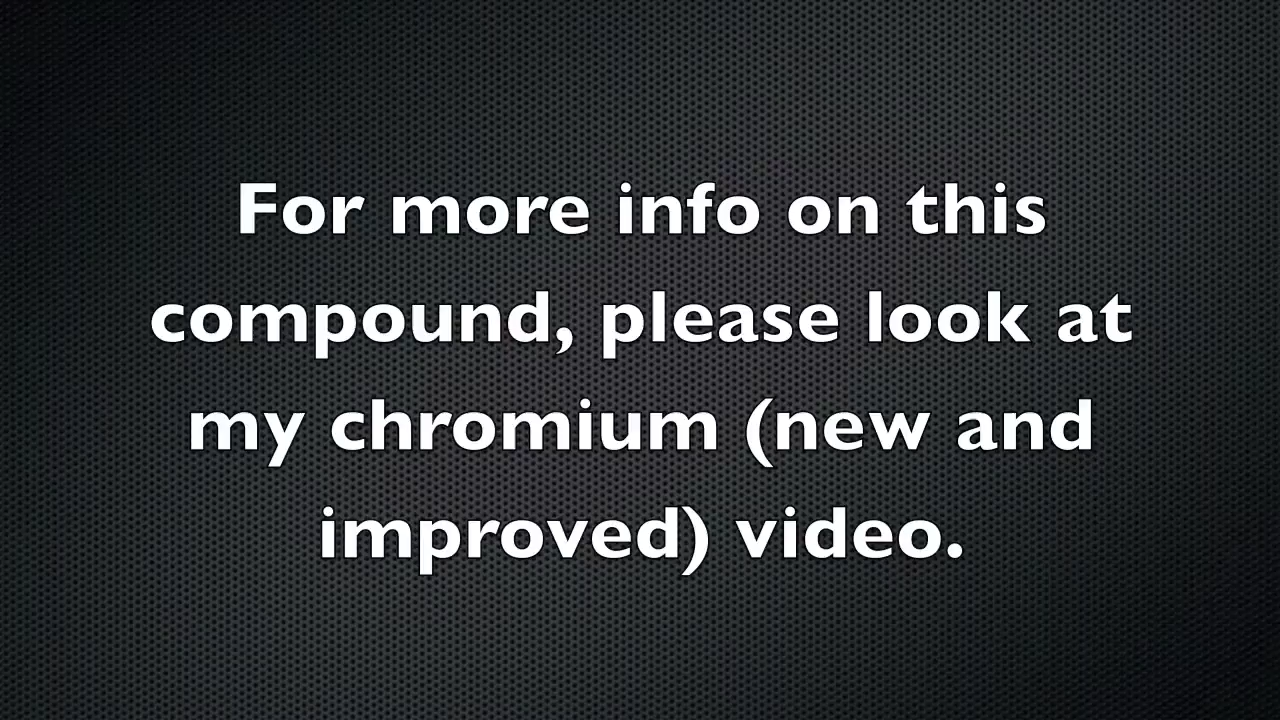 For more info on this
compound, please look at
my chromium (new and
improved) video.